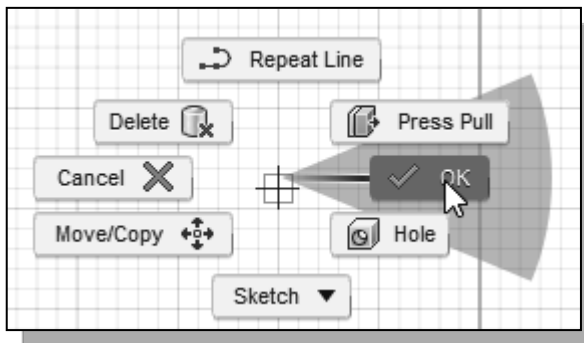 Repeat Line
Delete Press Pull
Cancel OK
Move/Copy Hole
Sketch